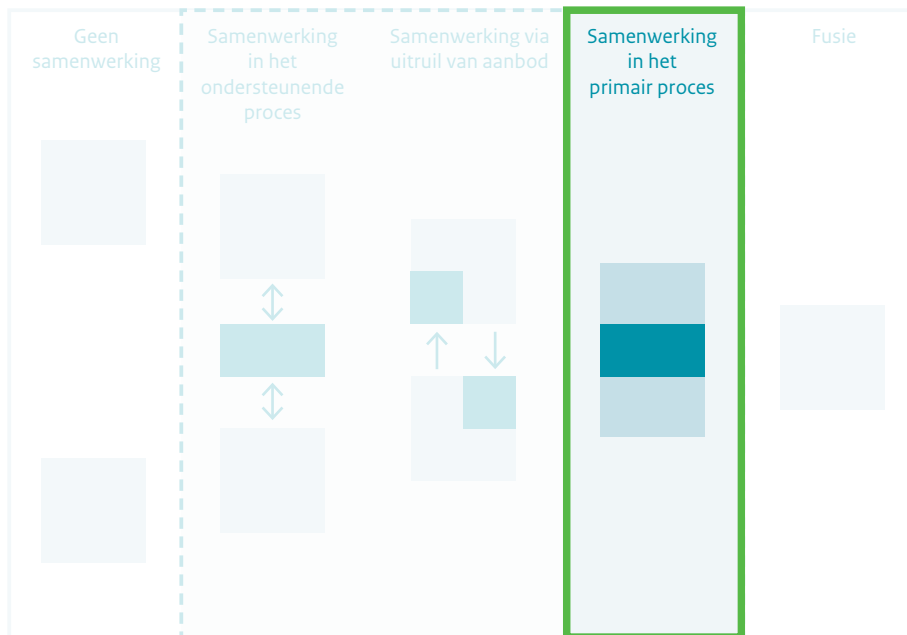 Geen
samenwerking
Samenwerking
in het
ondersteunende
proces
Samenwerking via
uitruil van aanbod
Samenwerking
in het
primair proces
Fusie